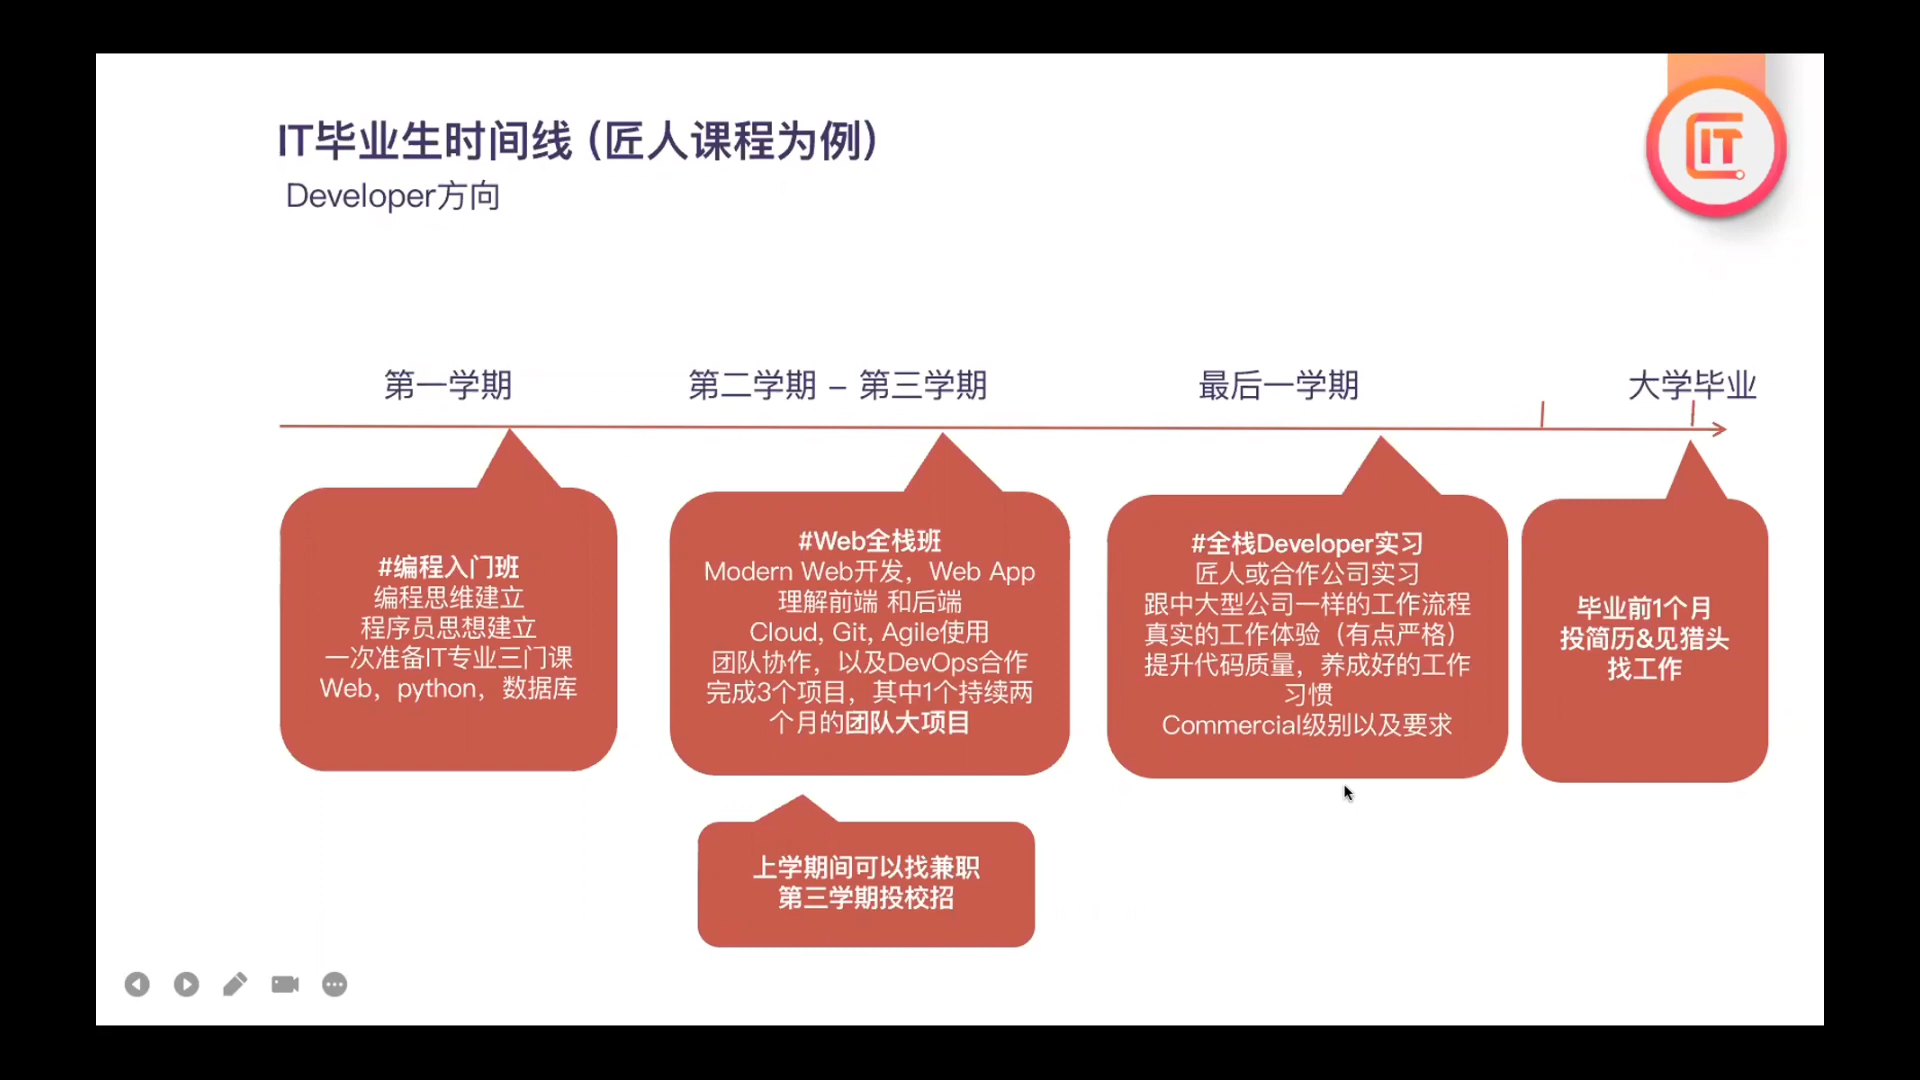 IT毕业生时间线（匠人课程为例）
Developer方向
IT
第一学期
第二学期 – 第三学期
最后一学期
大学毕业
#编程入门班
编程思维建立
程序员思想建立
一次准备IT专业三门课
Web，python，数据库
#Web全栈班
Modern Web开发，Web App
理解前端 和后端
Cloud, Git, Agile使用
团队协作，以及DevOps合作
完成3个项目，其中1个持续两
个月的团队大项目
#全栈Developer实习
匠人或合作公司实习
跟中大型公司一样的工作流程
真实的工作体验（有点严格）
提升代码质量，养成好的工作
习惯
Commercial级别以及要求
毕业前1个月
投简历&见猎头
找工作
上学期间可以找兼职
第三学期投校招